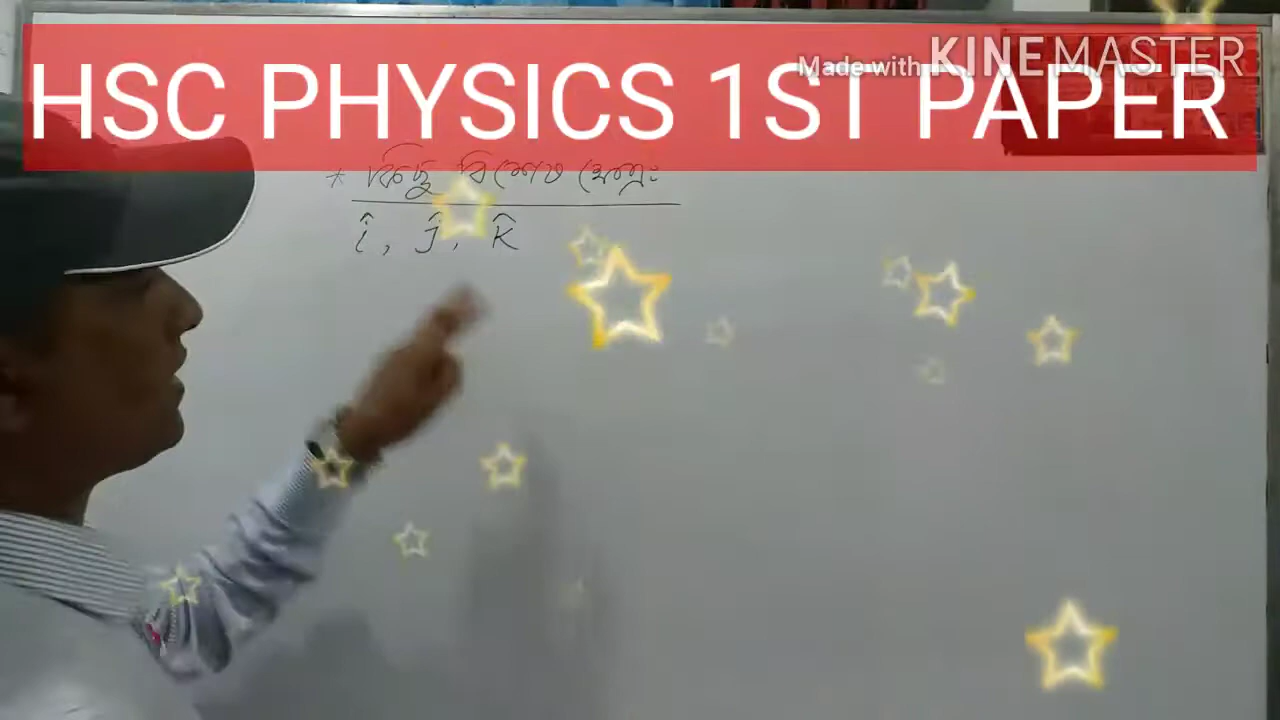 Made with KINEMASTER
HSC PHYSICS 1ST PAPER
* কিছু বিশেষ
î, ĵ, k̂